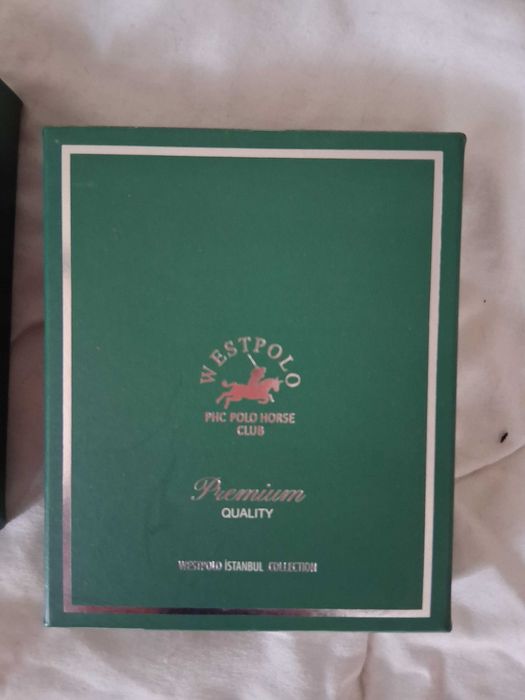 WESTPOLO
PHC POLO HORSE
CLUB
Premium
QUALITY
WESTPOLO İSTANBUL COLLECTION